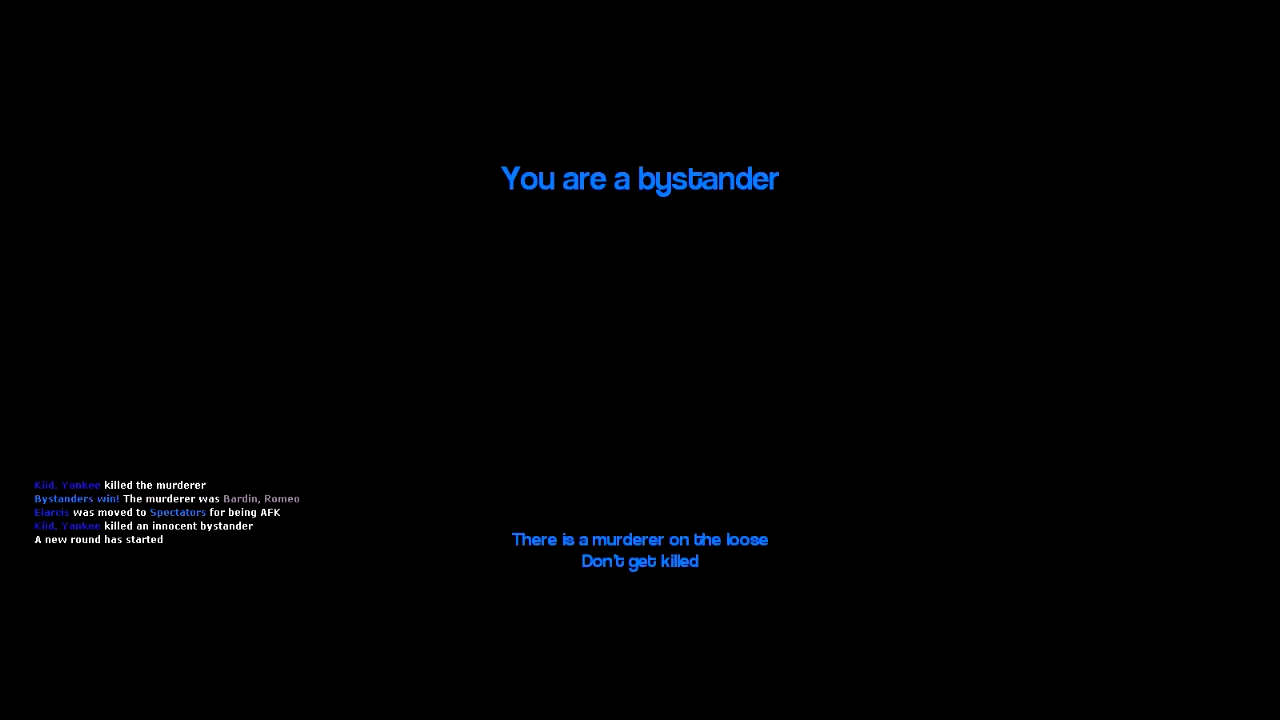 You are a bystander
Kiid, Yankee killed the murderer
Bystanders win! The murderer was Bardin, Romeo
Elarcis was moved to Spectators for being AFK
Kiid, Yankee killed an innocent bystander
A new round has started
There is a murderer on the loose
Don't get killed